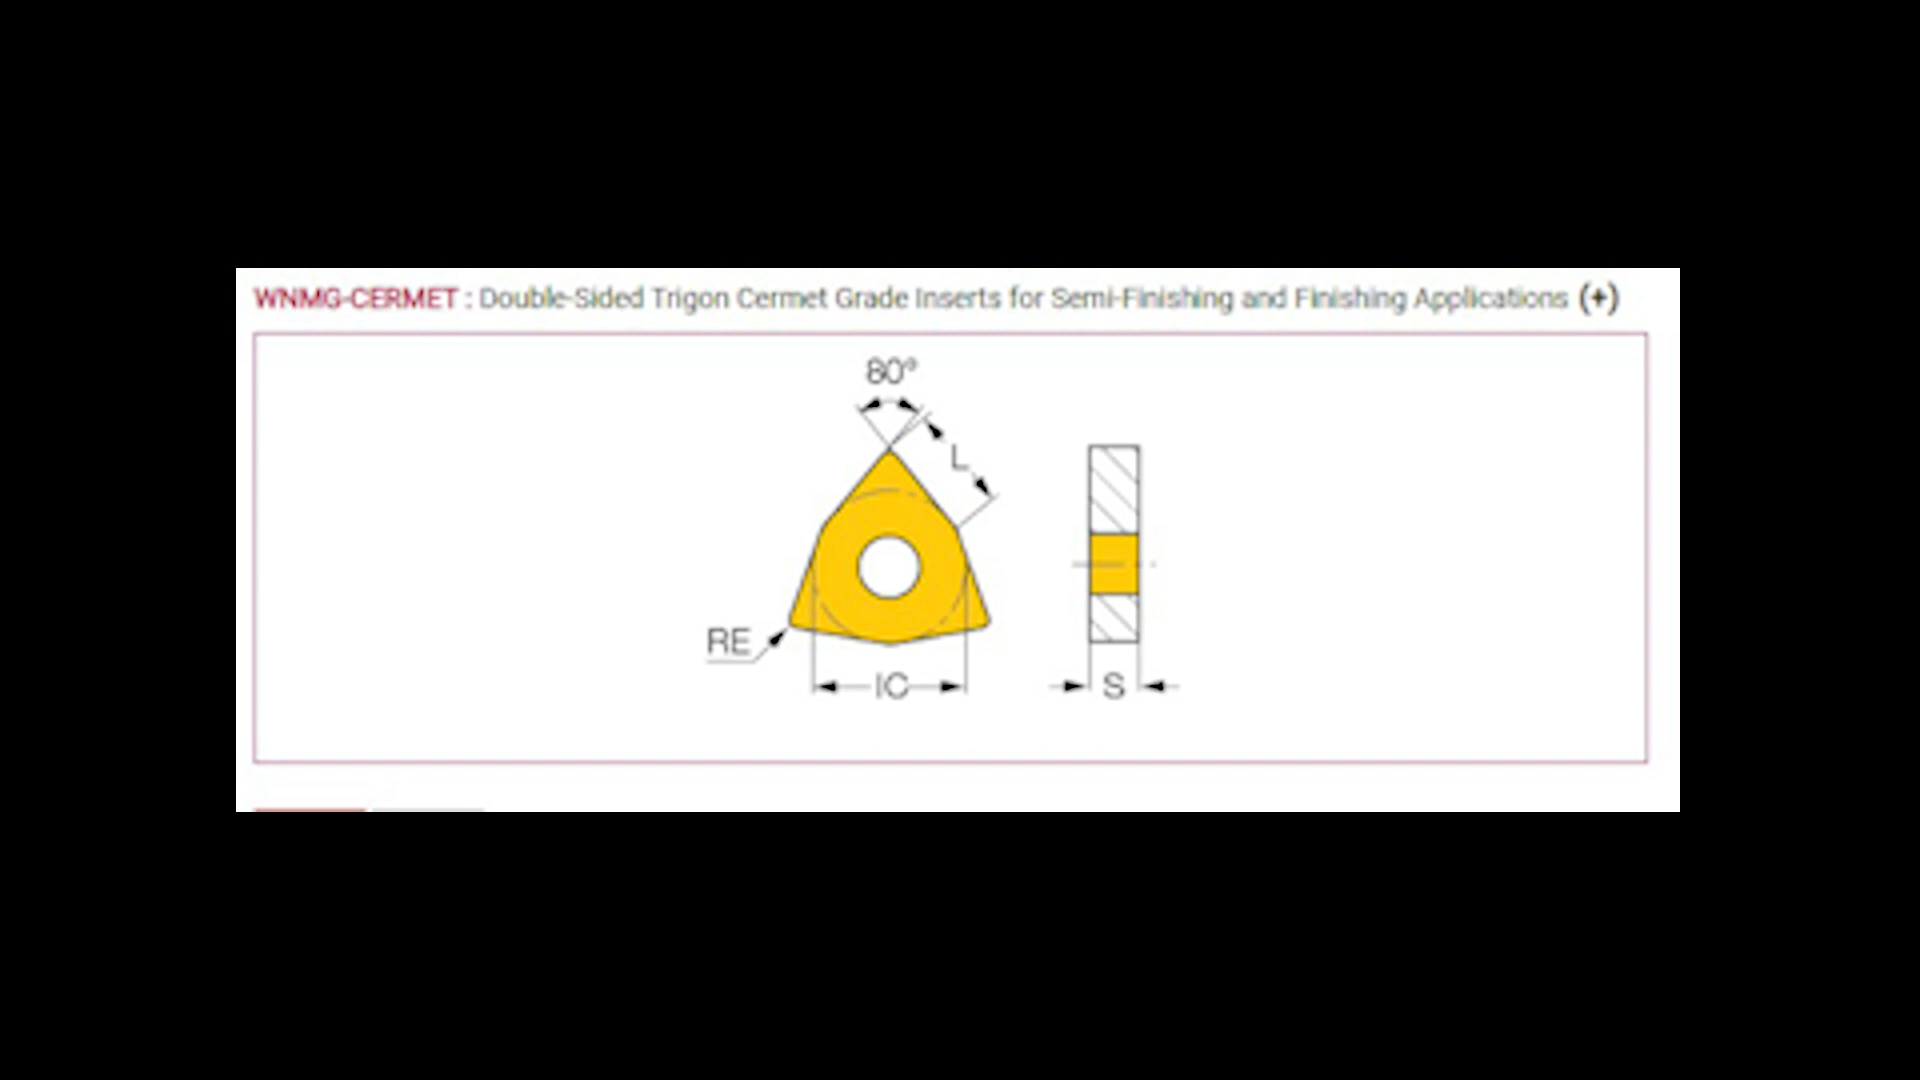 WNMG-CERMET : Double-Sided Trigon Cermet Grade Inserts for Semi-Finishing and Finishing Applications (+)
80°
L
RE
IC
S